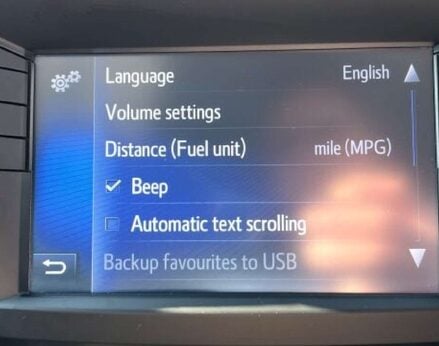 Language English
Volume settings
Distance (Fuel unit) mile (MPG)
Beep
Automatic text scrolling
Backup favourites to USB